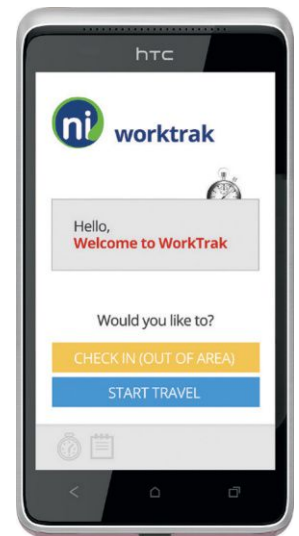 hTC
ni worktrak
Hello,
Welcome to WorkTrak
Would you like to?
CHECK IN (OUT OF AREA)
START TRAVEL